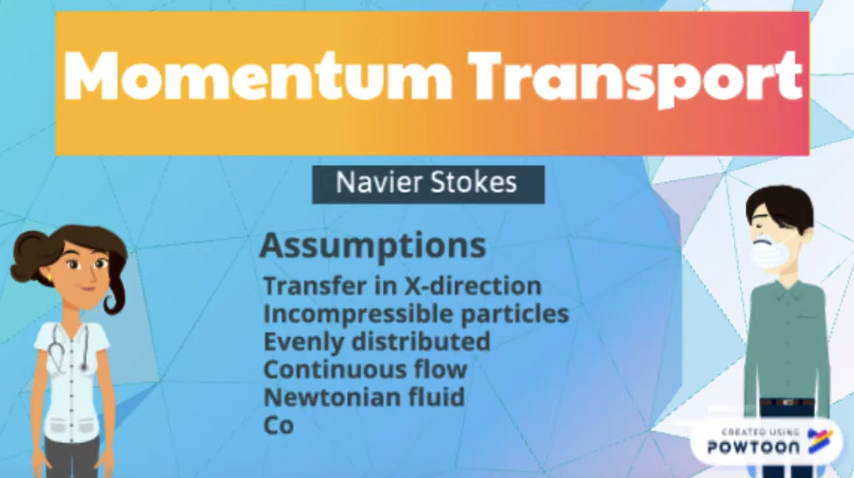 Momentum Transport
Navier Stokes
Assumptions
Transfer in X-direction
Incompressible particles
Evenly distributed
Continuous flow
Newtonian fluid
Co
CREATED USING
POWTOON